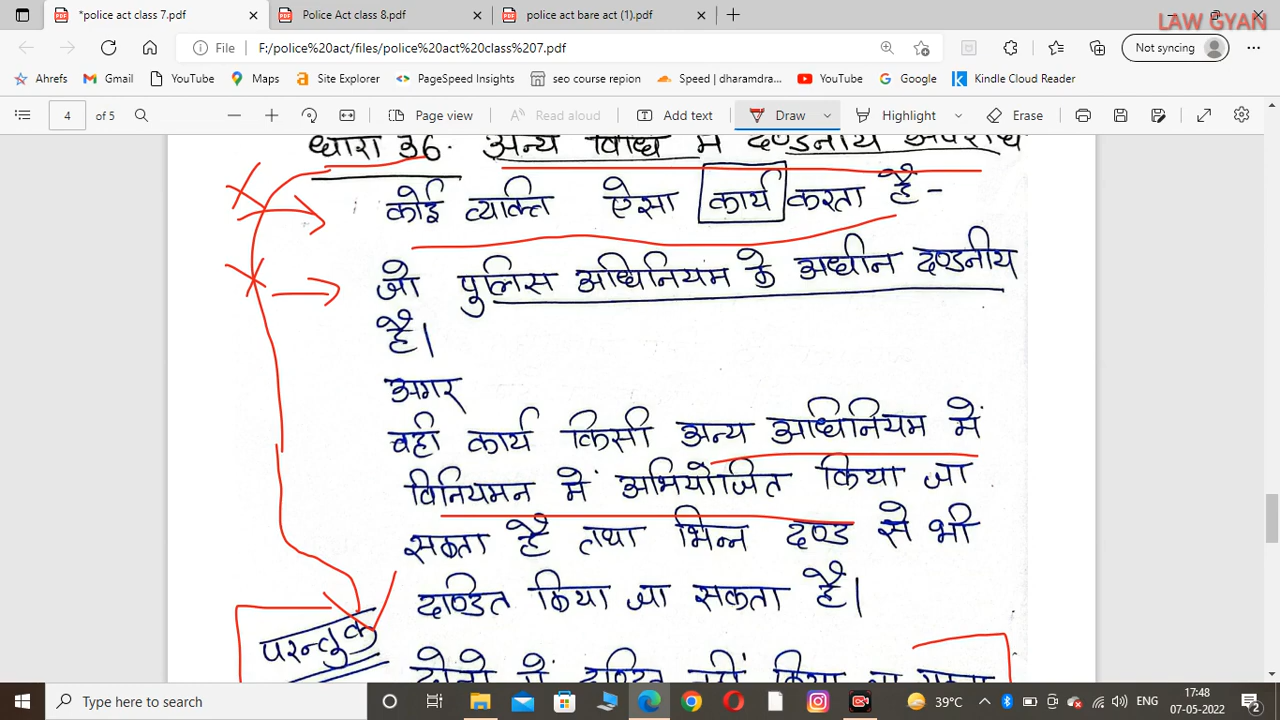 *police act class 7.pdf
Police Act class 8.pdf
police act bare act (1).pdf
LAW GYAN
File
F:/police%20act/files/police%20act%20class%207.pdf
Not syncing
Ahrefs
Gmail
YouTube
Maps
Site Explorer
PageSpeed Insights
seo course repion
Speed | dharamdra...
YouTube
Google
Kindle Cloud Reader
4 of 5
Page view
Read aloud
Add text
Draw
Highlight
Erase
धारा 36. अन्य विधि में दण्डनीय अपराध
कोई व्यक्ति ऐसा कार्य करता है -
जो पुलिस अधिनियम के अधीन दण्डनीय
है।
अगर
वही कार्य किसी अन्य अधिनियम में
विनियमन में अभियोजित किया जा
सकता है तथा भिन्न दण्ड से भी
दण्डित किया जा सकता है।
परन्तुक
Type here to search
39°C
ENG
17:48
07-05-2022
2